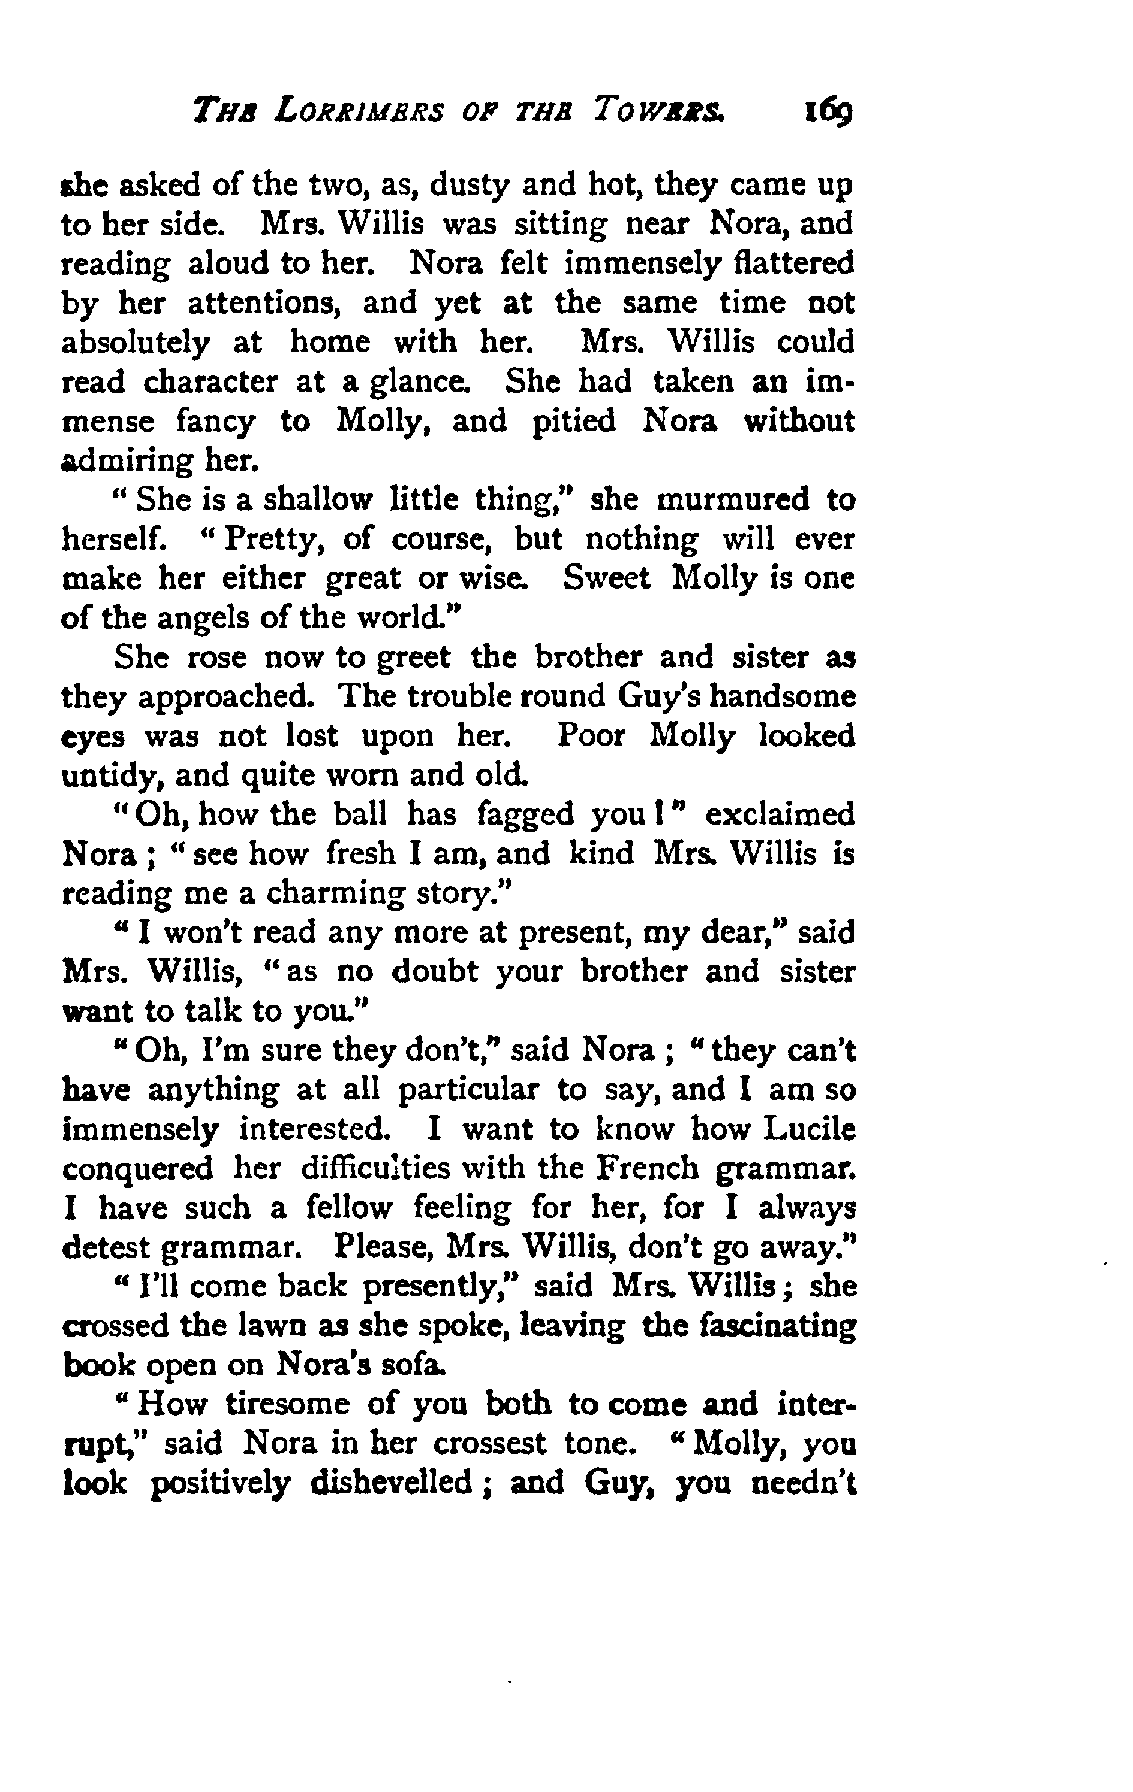 THE LORRIMERS OF THE TOWERS. 169
she asked of the two, as, dusty and hot, they came up
to her side. Mrs. Willis was sitting near Nora, and
reading aloud to her. Nora felt immensely flattered
by her attentions, and yet at the same time not
absolutely at home with her. Mrs. Willis could
read character at a glance. She had taken an im-
mense fancy to Molly, and pitied Nora without
admiring her.
" She is a shallow little thing," she murmured to
herself. " Pretty, of course, but nothing will ever
make her either great or wise. Sweet Molly is one
of the angels of the world."
She rose now to greet the brother and sister as
they approached. The trouble round Guy's handsome
eyes was not lost upon her. Poor Molly looked
untidy, and quite worn and old.
" Oh, how the ball has fagged you ! " exclaimed
Nora ; " see how fresh I am, and kind Mrs. Willis is
reading me a charming story."
" I won't read any more at present, my dear," said
Mrs. Willis, " as no doubt your brother and sister
want to talk to you."
" Oh, I'm sure they don't," said Nora ; " they can't
have anything at all particular to say, and I am so
immensely interested. I want to know how Lucile
conquered her difficulties with the French grammar.
I have such a fellow feeling for her, for I always
detest grammar. Please, Mrs. Willis, don't go away."
" I'll come back presently," said Mrs. Willis ; she
crossed the lawn as she spoke, leaving the fascinating
book open on Nora's sofa.
" How tiresome of you both to come and inter-
rupt," said Nora in her crossest tone. " Molly, you
look positively dishevelled ; and Guy, you needn't